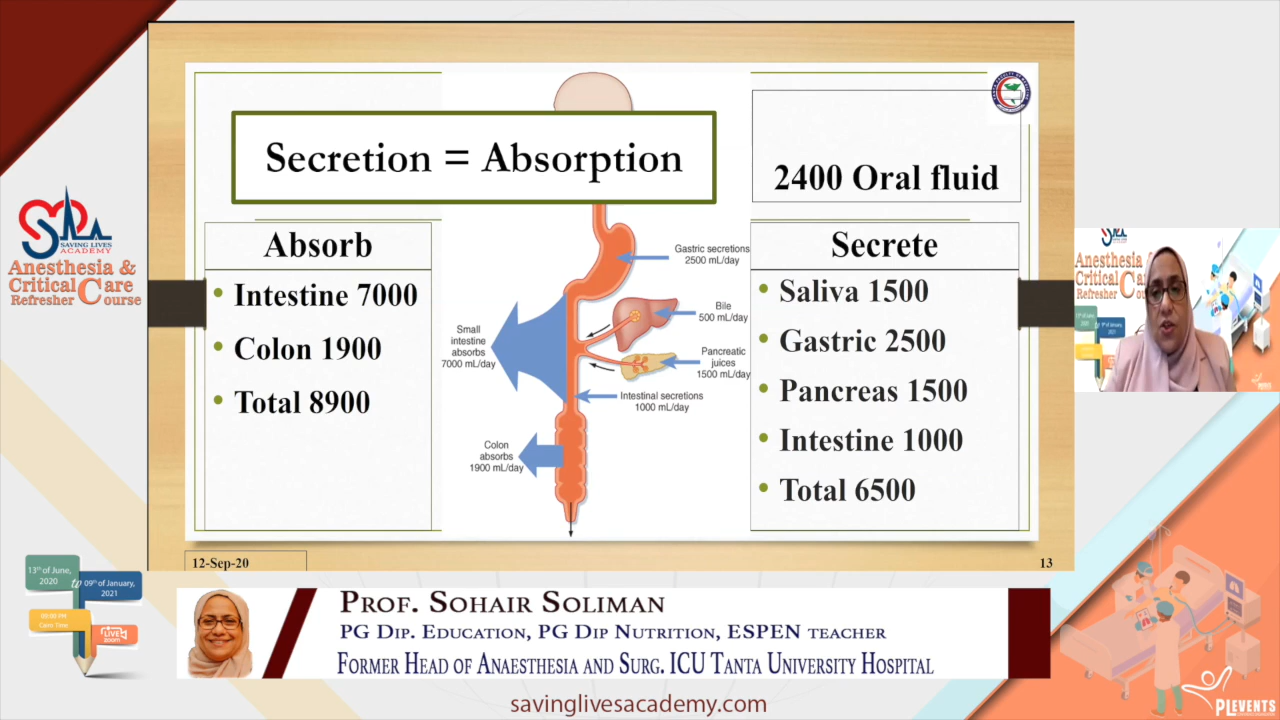 Secretion = Absorption
2400 Oral fluid
Absorb
• Intestine 7000
• Colon 1900
• Total 8900
Gastric secretions
2500 mL/day
Bile
500 mL/day
Small
intestine
absorbs
7000 mL/day
Pancreatic
juices
1500 mL/day
Intestinal secretions
1000 mL/day
Colon
absorbs
1900 mL/day
Secrete
• Saliva 1500
• Gastric 2500
• Pancreas 1500
• Intestine 1000
• Total 6500
12-Sep-20
13
SAVING LIVES
ACADEMY
Anesthesia &
Critical Care
Refresher Course
Anesthesia &
Critical C
Refresher
13th of June,
2020
to
09th of January,
2021
Cairo Time
LIVE
zoom
PROF. SOHAIR SOLIMAN
PG DIP. EDUCATION, PG DIP NUTRITION, ESPEN TEACHER
FORMER HEAD OF ANAESTHESIA AND SURG. ICU TANTA UNIVERSITY HOSPITAL
savinglivesacademy.com
PLEVENTS